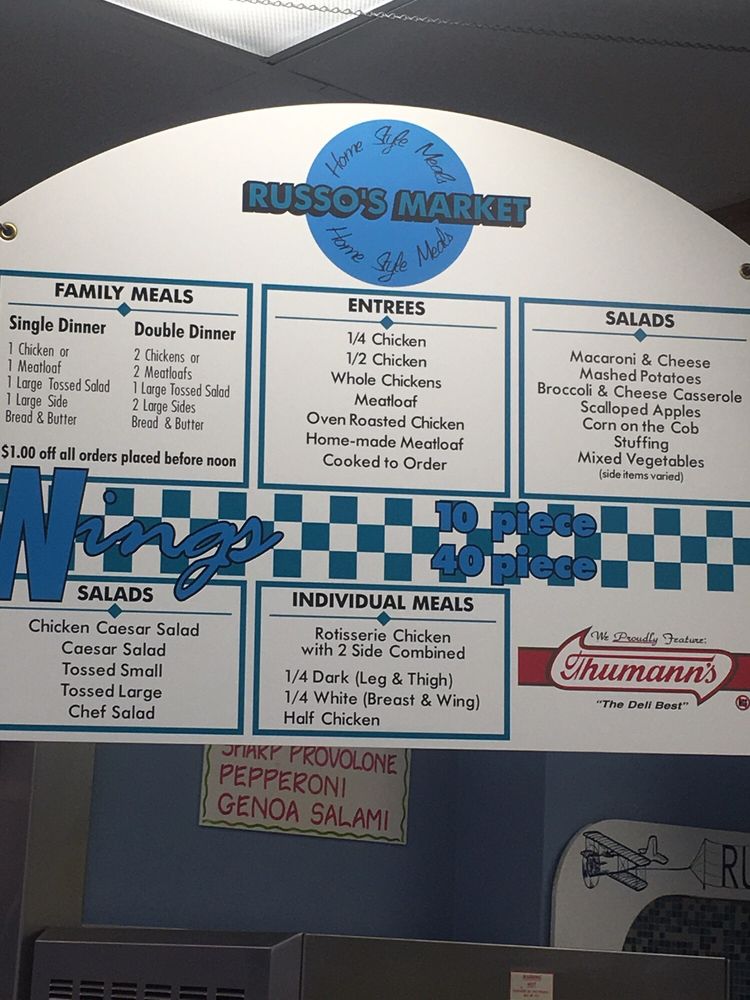 Home Style Meals
RUSSO'S MARKET
Home Style Meals
FAMILY MEALS
Single Dinner
1 Chicken or
1 Meatloaf
1 Large Tossed Salad
1 Large Side
Bread & Butter
Double Dinner
2 Chickens or
2 Meatloafs
1 Large Tossed Salad
2 Large Sides
Bread & Butter
$1.00 off all orders placed before noon
ENTREES
1/4 Chicken
1/2 Chicken
Whole Chickens
Meatloaf
Oven Roasted Chicken
Home-made Meatloaf
Cooked to Order
SALADS
Macaroni & Cheese
Mashed Potatoes
Broccoli & Cheese Casserole
Scalloped Apples
Corn on the Cob
Stuffing
Mixed Vegetables
(side items varied)
Wings
10 piece
40 piece
SALADS
Chicken Caesar Salad
Caesar Salad
Tossed Small
Tossed Large
Chef Salad
INDIVIDUAL MEALS
Rotisserie Chicken
with 2 Side Combined
1/4 Dark (Leg & Thigh)
1/4 White (Breast & Wing)
Half Chicken
We Proudly Feature:
Thumann's
"The Deli Best"
SHARP PROVOLONE
PEPPERONI
GENOA SALAMI
RU